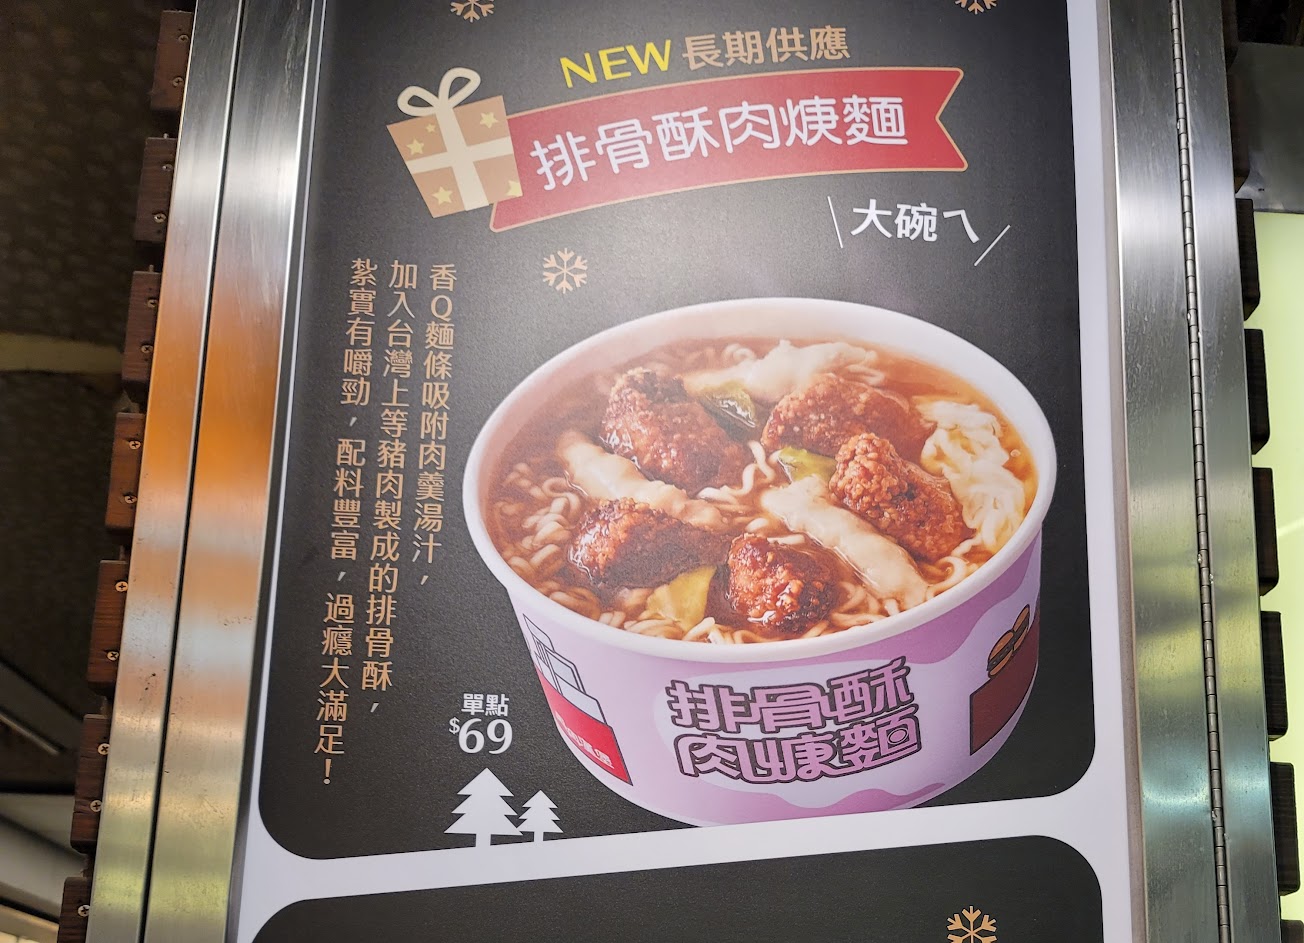 NEW 長期供應
排骨酥肉焿麵
大碗ㄟ
香Q麵條吸附肉羹湯汁，
加入台灣上等豬肉製成的排骨酥，
紮實有嚼勁，配料豐富，過癮大滿足！
單點
$69
排骨酥
肉焿麵